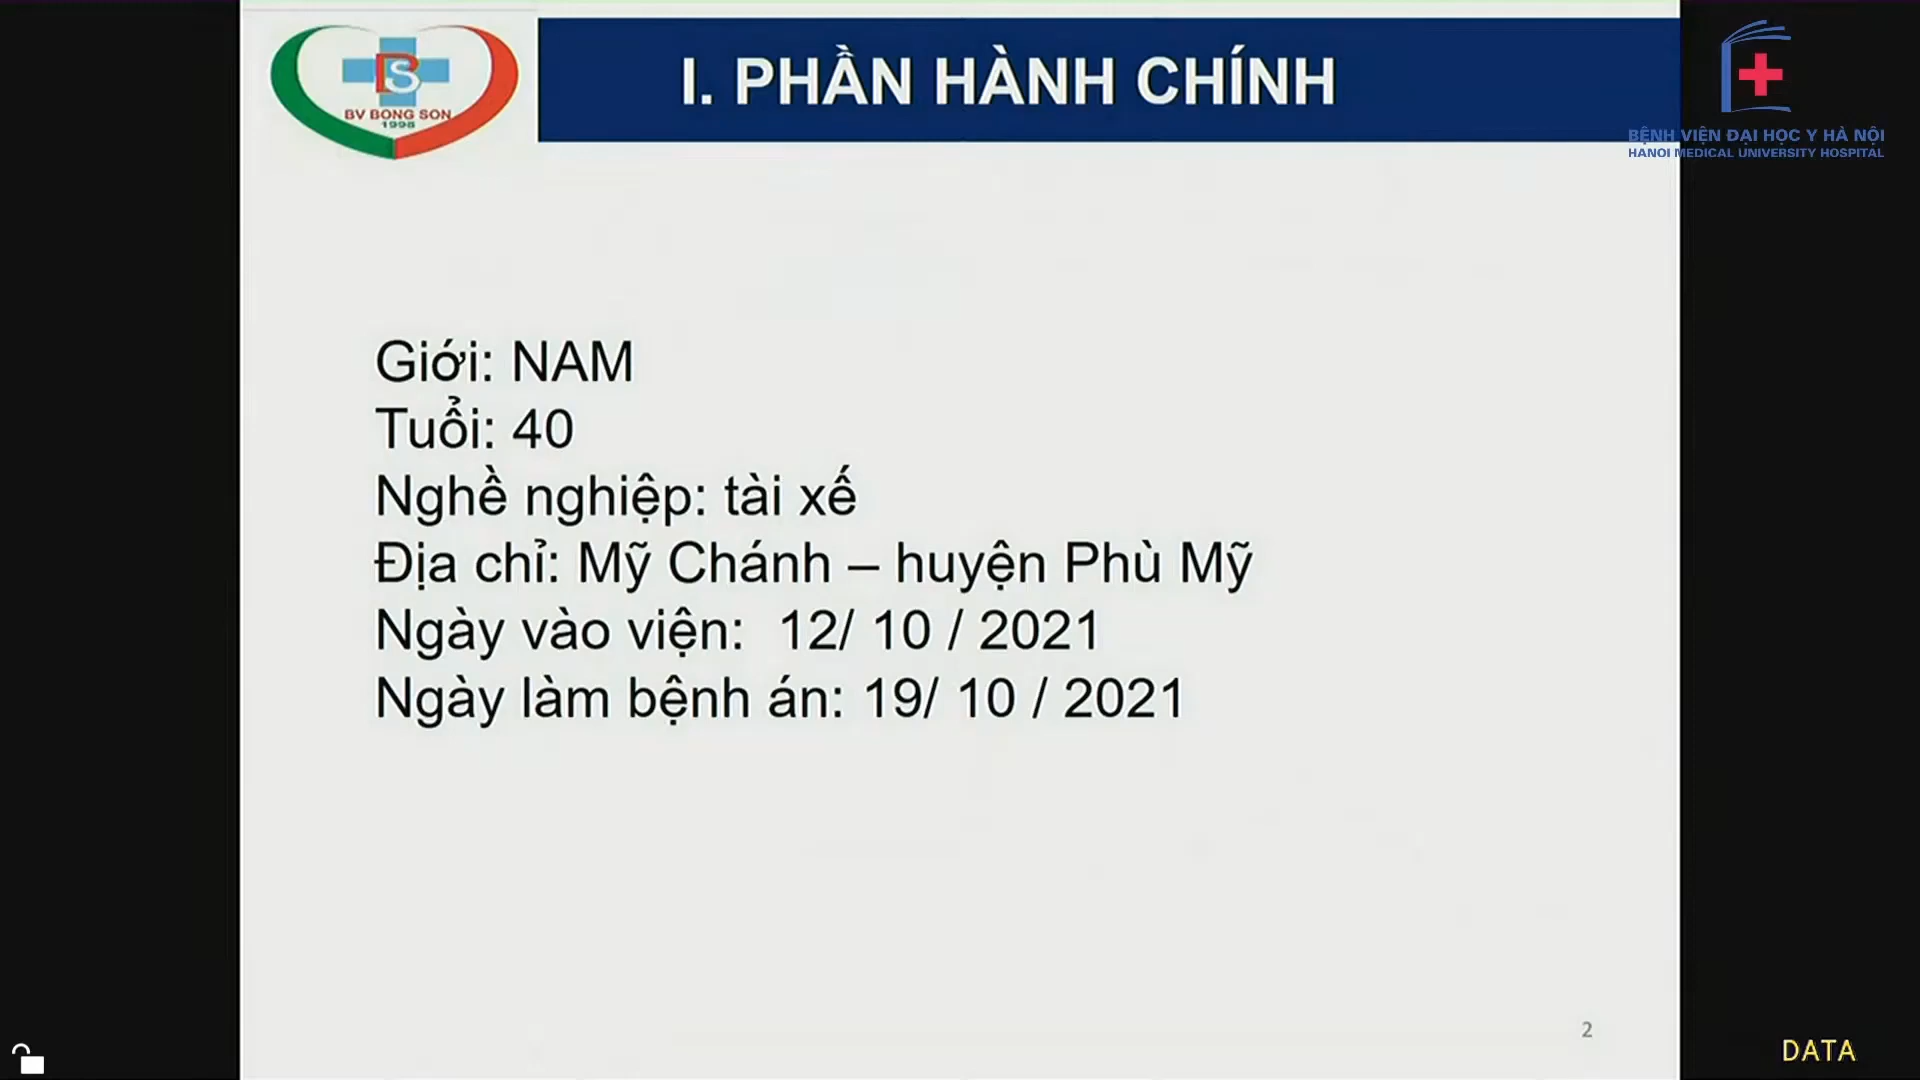 BS
BV BONG SON
1998
I. PHẦN HÀNH CHÍNH
BỆNH VIỆN ĐẠI HỌC Y HÀ NỘI
HANOI MEDICAL UNIVERSITY HOSPITAL
Giới: NAM
Tuổi: 40
Nghề nghiệp: tài xế
Địa chỉ: Mỹ Chánh – huyện Phù Mỹ
Ngày vào viện: 12/ 10 / 2021
Ngày làm bệnh án: 19/ 10 / 2021
2
DATA